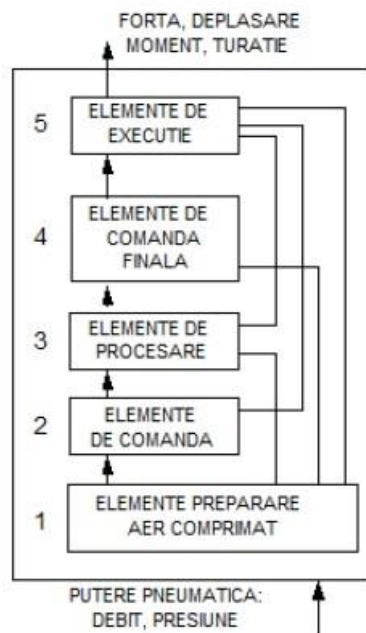 FORTA, DEPLASARE
MOMENT, TURATIE
5
ELEMENTE DE
EXECUTIE
4
ELEMENTE DE
COMANDA
FINALA
3
ELEMENTE DE
PROCESARE
2
ELEMENTE
DE COMANDA
1
ELEMENTE PREPARARE
AER COMPRIMAT
PUTERE PNEUMATICA:
DEBIT, PRESIUNE